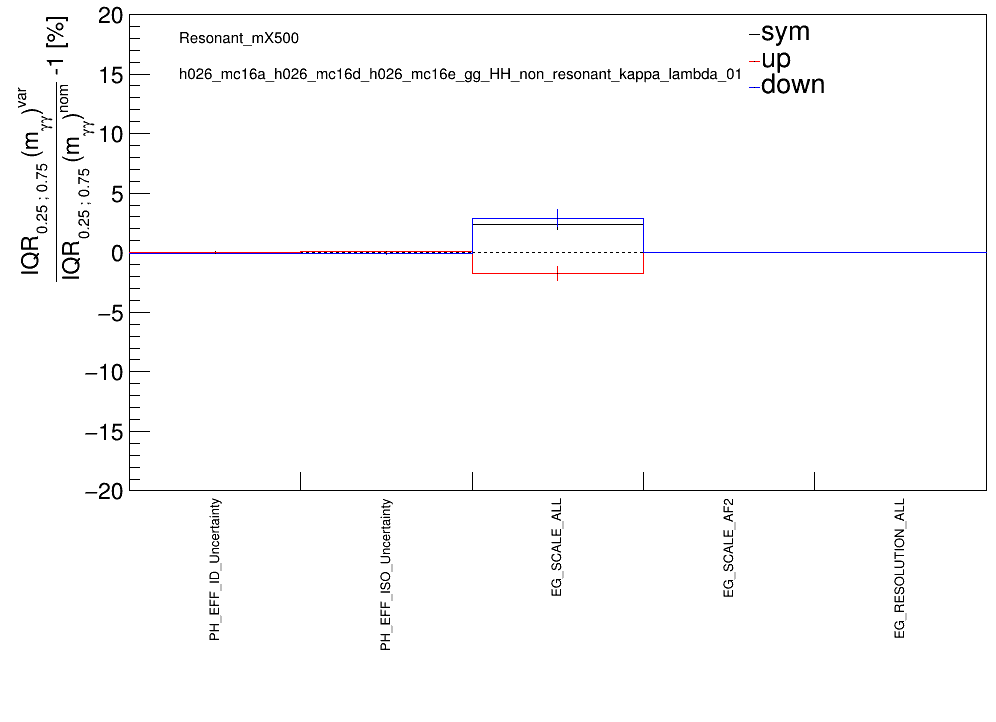 IQR0.25 ; 0.75 (mγγ)var
IQR0.25 ; 0.75 (mγγ)nom -1 [%]
20
15
10
5
0
−5
−10
−15
−20
Resonant_mX500
h026_mc16a_h026_mc16d_h026_mc16e_gg_HH_non_resonant_kappa_lambda_01
sym
up
down
PH_EFF_ID_Uncertainty
PH_EFF_ISO_Uncertainty
EG_SCALE_ALL
EG_SCALE_AF2
EG_RESOLUTION_ALL